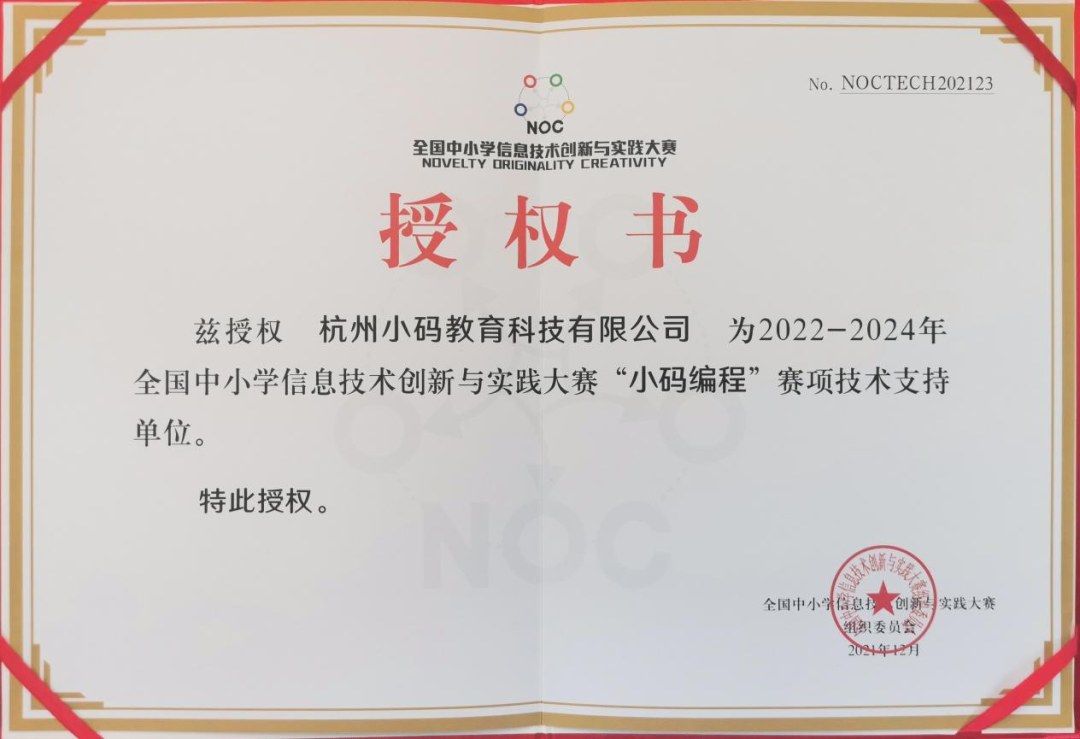 No. NOCTECH202123
NOC
全国中小学信息技术创新与实践大赛
NOVELTY ORIGINALITY CREATIVITY
授权书
兹授权 杭州小码教育科技有限公司 为2022-2024年
全国中小学信息技术创新与实践大赛“小码编程”赛项技术支持
单位。
特此授权。
NOC
全国中小学信息技术创新与实践大赛
组织委员会
2021年12月